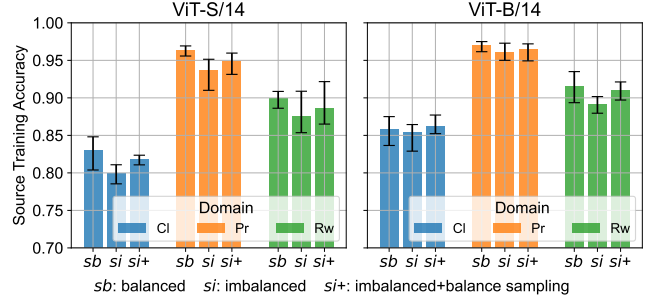 ViT-S/14 ViT-B/14
Source Training Accuracy
1.00
0.95
0.90
0.85
0.80
0.75
0.70
Domain
Cl Pr Rw
Domain
Cl Pr Rw
sb si si+ sb si si+ sb si si+
sb si si+ sb si si+ sb si si+
sb: balanced si: imbalanced si+: imbalanced+balance sampling